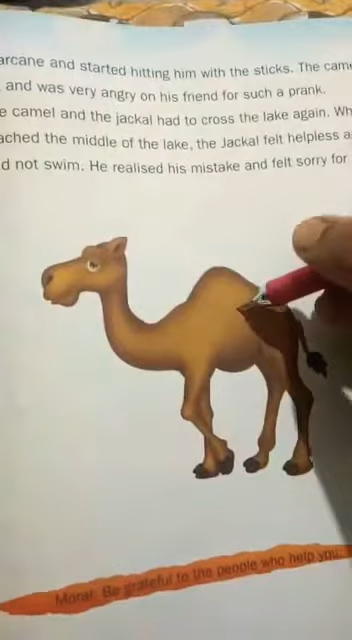 arcane and started hitting him with the sticks. The came
and was very angry on his friend for such a prank.
e camel and the jackal had to cross the lake again. Wh
ached the middle of the lake, the Jackal felt helpless a
d not swim. He realised his mistake and felt sorry for
Moral: Be grateful to the people who help you.